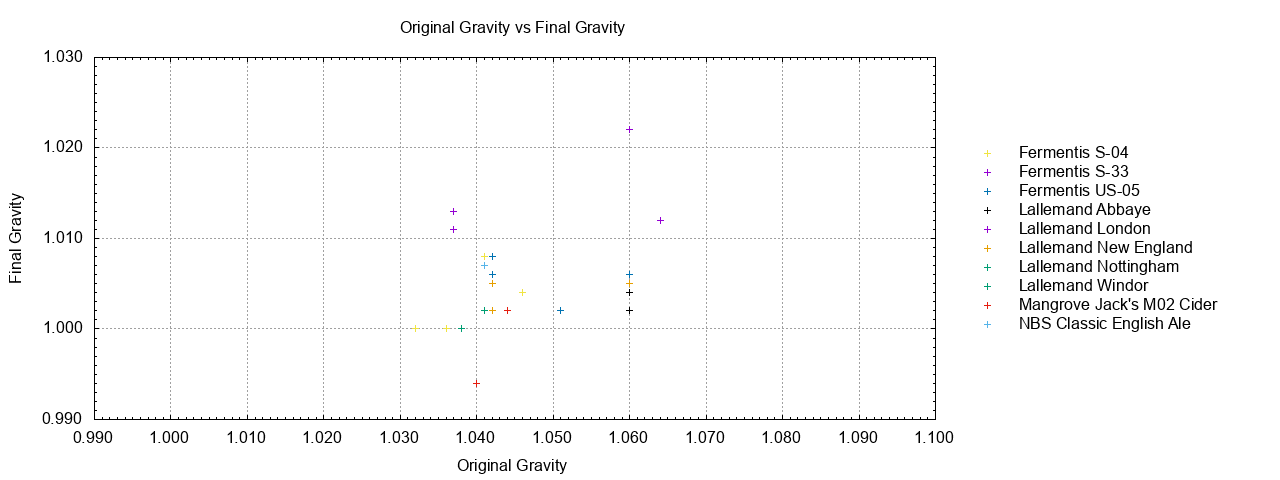 Original Gravity vs Final Gravity
1.030
1.020
1.010
1.000
0.990
Final Gravity
0.990 1.000 1.010 1.020 1.030 1.040 1.050 1.060 1.070 1.080 1.090 1.100
Original Gravity
Fermentis S-04
Fermentis S-33
Fermentis US-05
Lallemand Abbaye
Lallemand London
Lallemand New England
Lallemand Nottingham
Lallemand Windor
Mangrove Jack's M02 Cider
NBS Classic English Ale